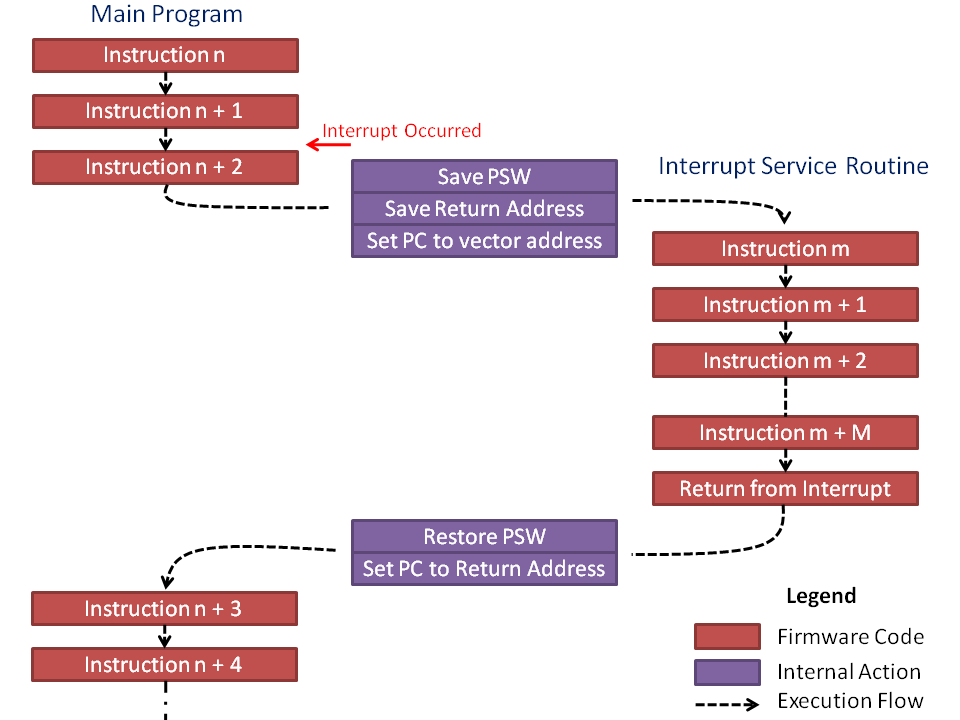 Main Program
Instruction n
Instruction n + 1
Interrupt Occurred
Instruction n + 2
Save PSW
Save Return Address
Set PC to vector address
Interrupt Service Routine
Instruction m
Instruction m + 1
Instruction m + 2
Instruction m + M
Return from Interrupt
Restore PSW
Set PC to Return Address
Instruction n + 3
Instruction n + 4
Legend
Firmware Code
Internal Action
Execution Flow